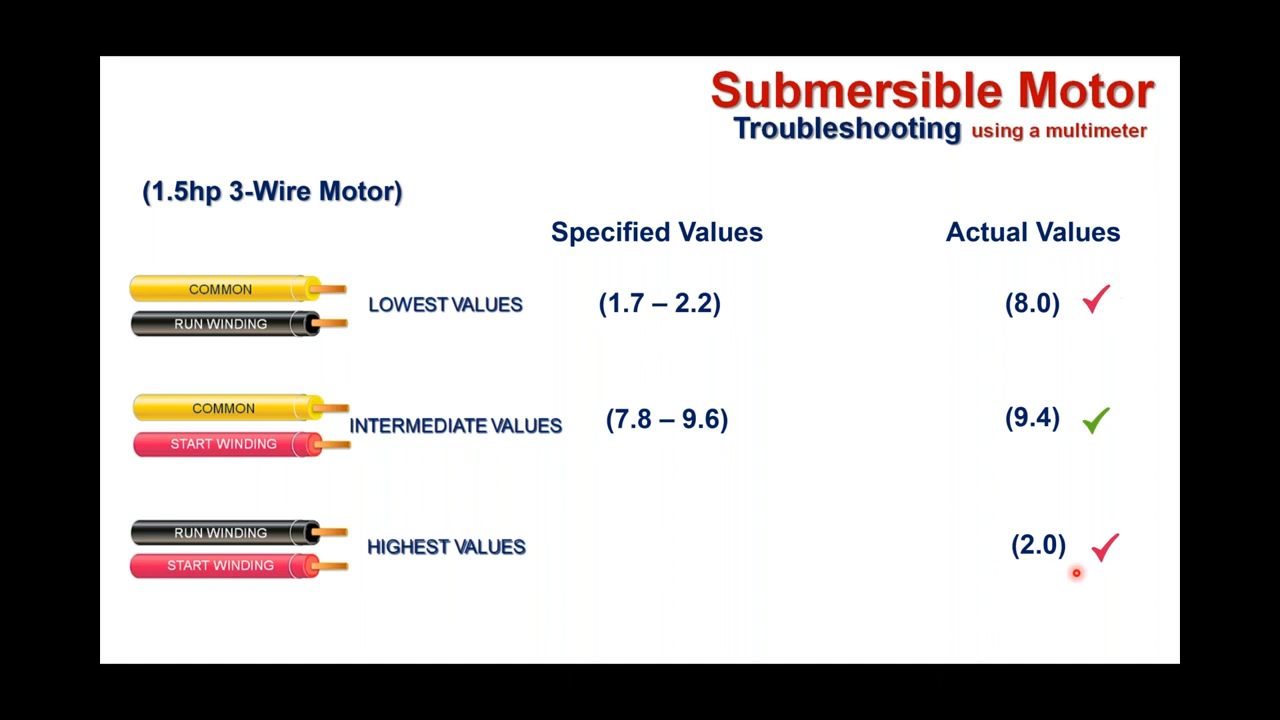 Submersible Motor
Troubleshooting using a multimeter
(1.5hp 3-Wire Motor)
Specified Values Actual Values
COMMON
RUN WINDING
LOWEST VALUES (1.7 – 2.2) (8.0)
COMMON
START WINDING
INTERMEDIATE VALUES (7.8 – 9.6) (9.4)
RUN WINDING
START WINDING
HIGHEST VALUES (2.0)